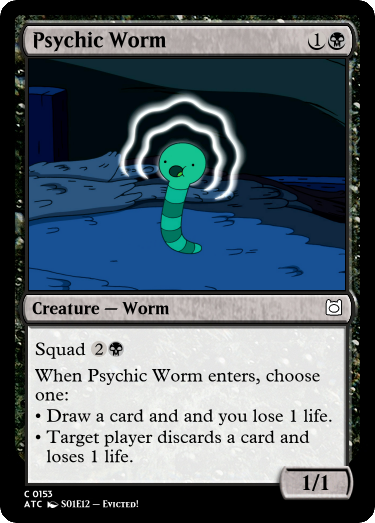 Psychic Worm 1
Creature — Worm
Squad 2
When Psychic Worm enters, choose
one:
• Draw a card and and you lose 1 life.
• Target player discards a card and
loses 1 life.
1/1
C 0153
ATC S01E12 – Evicted!